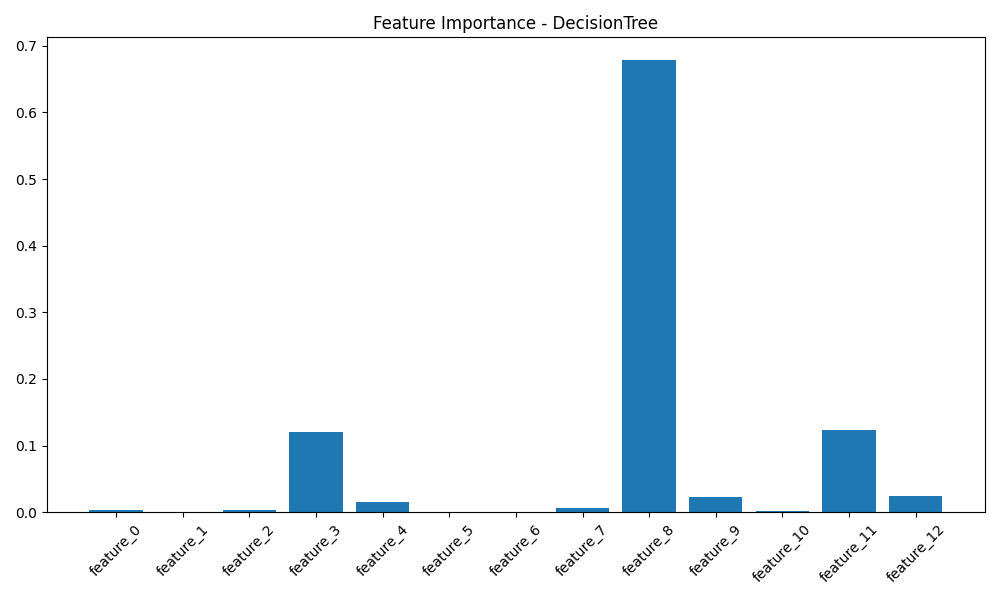 Feature Importance - DecisionTree
0.7
0.6
0.5
0.4
0.3
0.2
0.1
0.0
feature_0
feature_1
feature_2
feature_3
feature_4
feature_5
feature_6
feature_7
feature_8
feature_9
feature_10
feature_11
feature_12